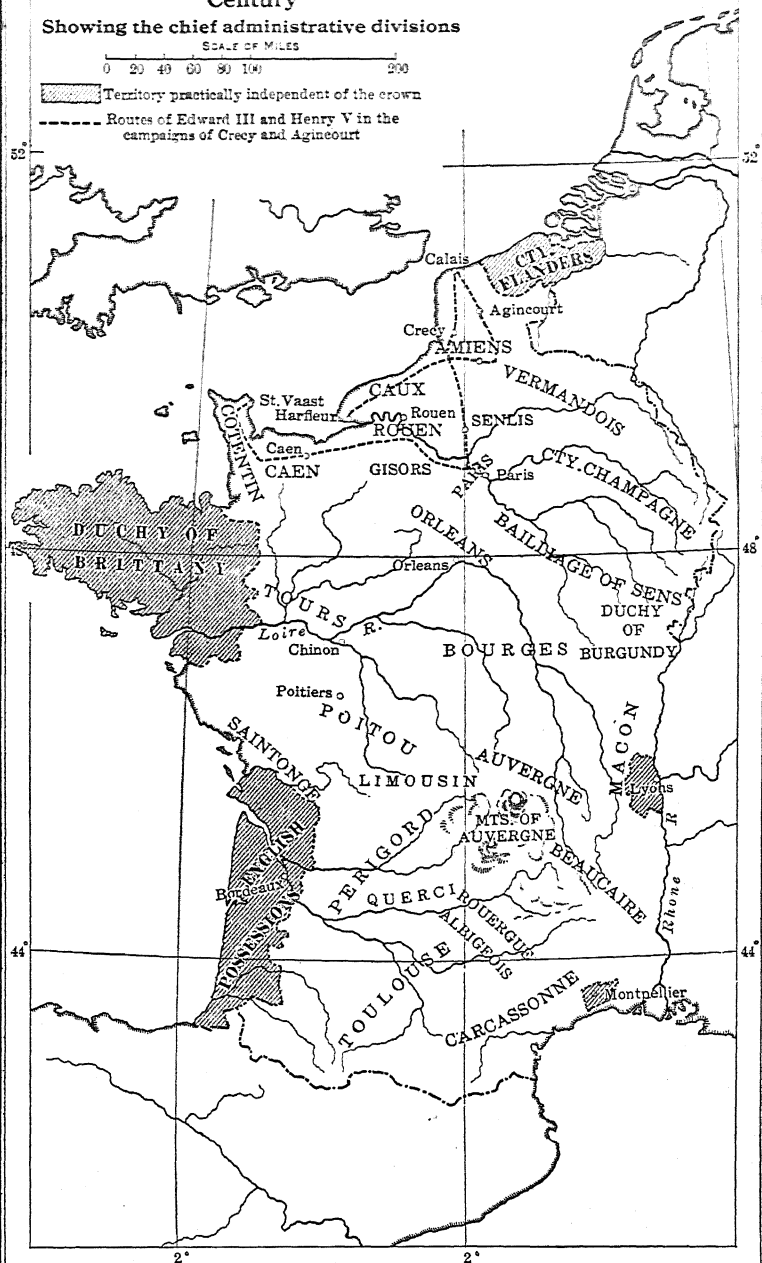 Century
Showing the chief administrative divisions
SCALE OF MILES
0 20 40 60 80 100 200
Territory practically independent of the crown
Routes of Edward III and Henry V in the
campaigns of Crecy and Agincourt
52°
52°
Calais
CTY.
FLANDERS
Agincourt
Crecy
AMIENS
VERMANDOIS
CAUX
St. Vaast
Harfleur
Rouen
ROUEN
SENLIS
COTENTIN
Caen
CAEN
GISORS
PARIS
Paris
CTY. CHAMPAGNE
DUCHY OF
BRITTANY
ORLEANS
BAILDIAGE OF SENS
48°
Orleans
TOURS
DUCHY
OF
BURGUNDY
Loire R.
Chinon
BOURGES
Poitiers
POITOU
MACON
SAINTONGE
LIMOUSIN
AUVERGNE
Lyons
MTS. OF
AUVERGNE
PERIGORD
BEAUCAIRE
ENGLISH
POSSESSIONS
Bordeaux
QUERCI
ROUERGUE
ALBIGEOIS
Rhone R
44°
44°
TOULOUSE
CARCASSONNE
Montpellier
2°
2°